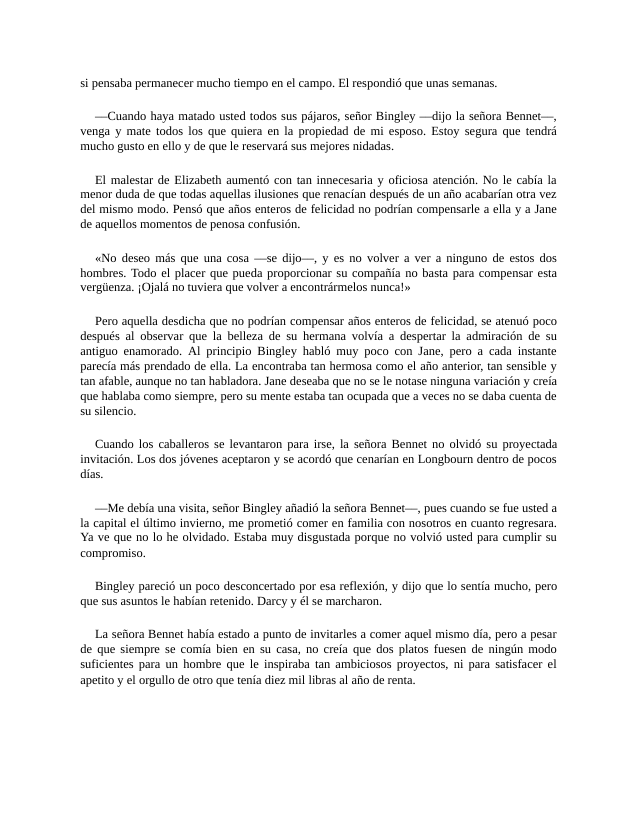 si pensaba permanecer mucho tiempo en el campo. El respondió que unas semanas.
—Cuando haya matado usted todos sus pájaros, señor Bingley —dijo la señora Bennet—,
venga y mate todos los que quiera en la propiedad de mi esposo. Estoy segura que tendrá
mucho gusto en ello y de que le reservará sus mejores nidadas.
El malestar de Elizabeth aumentó con tan innecesaria y oficiosa atención. No le cabía la
menor duda de que todas aquellas ilusiones que renacían después de un año acabarían otra vez
del mismo modo. Pensó que años enteros de felicidad no podrían compensarle a ella y a Jane
de aquellos momentos de penosa confusión.
«No deseo más que una cosa —se dijo—, y es no volver a ver a ninguno de estos dos
hombres. Todo el placer que pueda proporcionar su compañía no basta para compensar esta
vergüenza. ¡Ojalá no tuviera que volver a encontrármelos nunca!»
Pero aquella desdicha que no podrían compensar años enteros de felicidad, se atenuó poco
después al observar que la belleza de su hermana volvía a despertar la admiración de su
antiguo enamorado. Al principio Bingley habló muy poco con Jane, pero a cada instante
parecía más prendado de ella. La encontraba tan hermosa como el año anterior, tan sensible y
tan afable, aunque no tan habladora. Jane deseaba que no se le notase ninguna variación y creía
que hablaba como siempre, pero su mente estaba tan ocupada que a veces no se daba cuenta de
su silencio.
Cuando los caballeros se levantaron para irse, la señora Bennet no olvidó su proyectada
invitación. Los dos jóvenes aceptaron y se acordó que cenarían en Longbourn dentro de pocos
días.
—Me debía una visita, señor Bingley añadió la señora Bennet—, pues cuando se fue usted a
la capital el último invierno, me prometió comer en familia con nosotros en cuanto regresara.
Ya ve que no lo he olvidado. Estaba muy disgustada porque no volvió usted para cumplir su
compromiso.
Bingley pareció un poco desconcertado por esa reflexión, y dijo que lo sentía mucho, pero
que sus asuntos le habían retenido. Darcy y él se marcharon.
La señora Bennet había estado a punto de invitarles a comer aquel mismo día, pero a pesar
de que siempre se comía bien en su casa, no creía que dos platos fuesen de ningún modo
suficientes para un hombre que le inspiraba tan ambiciosos proyectos, ni para satisfacer el
apetito y el orgullo de otro que tenía diez mil libras al año de renta.